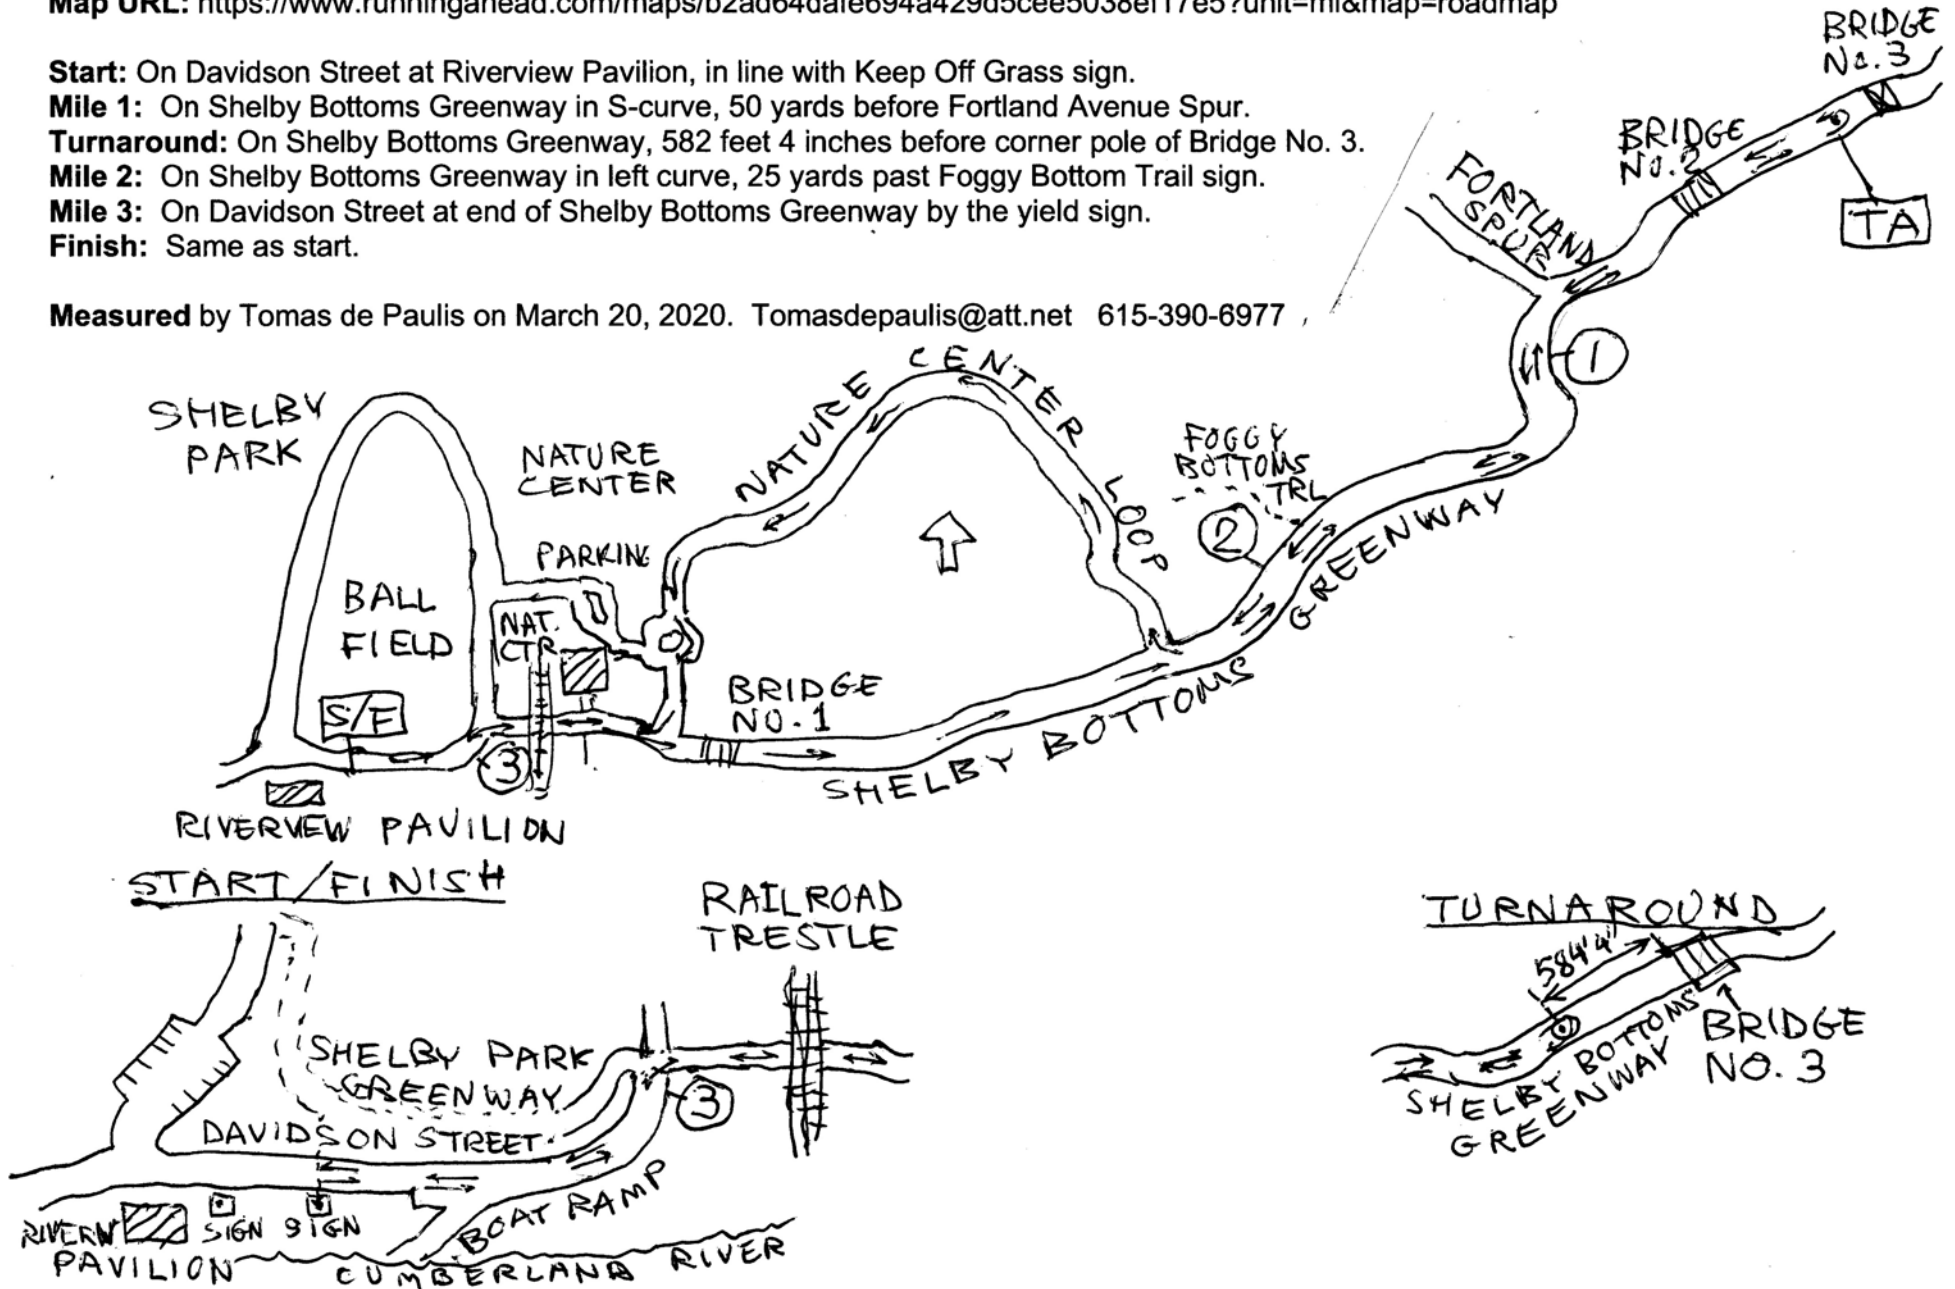 Map URL: https://www.runningahead.com/maps/b2ad64dafe694a429d5cee5038ef17e5?unit=mi&map=roadmap
Start: On Davidson Street at Riverview Pavilion, in line with Keep Off Grass sign.
Mile 1: On Shelby Bottoms Greenway in S-curve, 50 yards before Fortland Avenue Spur.
Turnaround: On Shelby Bottoms Greenway, 582 feet 4 inches before corner pole of Bridge No. 3.
Mile 2: On Shelby Bottoms Greenway in left curve, 25 yards past Foggy Bottom Trail sign.
Mile 3: On Davidson Street at end of Shelby Bottoms Greenway by the yield sign.
Finish: Same as start.
Measured by Tomas de Paulis on March 20, 2020. Tomasdepaulis@att.net 615-390-6977
BRIDGE
No. 3
BRIDGE
No. 2
TA
FORTLAND
SPUR
1
NATURE CENTER LOOP
SHELBY
PARK
NATURE
CENTER
FOGGY
BOTTOMS
TRL
2
PARKING
BALL
FIELD
NAT.
CTR
S/F
BRIDGE
NO. 1
3
SHELBY BOTTOMS GREENWAY
RIVERVIEW PAVILION
START/FINISH
RAILROAD
TRESTLE
SHELBY PARK
GREENWAY
3
DAVIDSON STREET
BOAT RAMP
RIVERVW
PAVILION
SIGN SIGN
CUMBERLAND RIVER
TURNAROUND
584'4"
SHELBY BOTTOMS
GREENWAY
BRIDGE
NO. 3